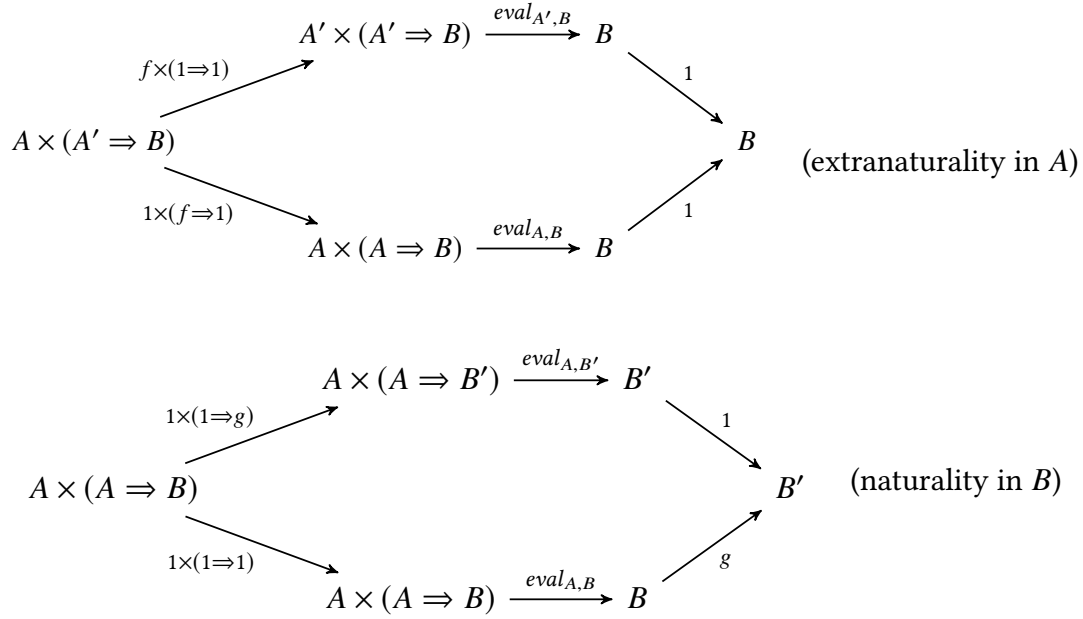 A′ × (A′ ⇒ B) eval_{A′,B} B
f×(1⇒1) 1
A × (A′ ⇒ B) B (extranaturality in A)
1×(f⇒1) 1
A × (A ⇒ B) eval_{A,B} B
A × (A ⇒ B′) eval_{A,B′} B′
1×(1⇒g) 1
A × (A ⇒ B) B′ (naturality in B)
1×(1⇒1) g
A × (A ⇒ B) eval_{A,B} B